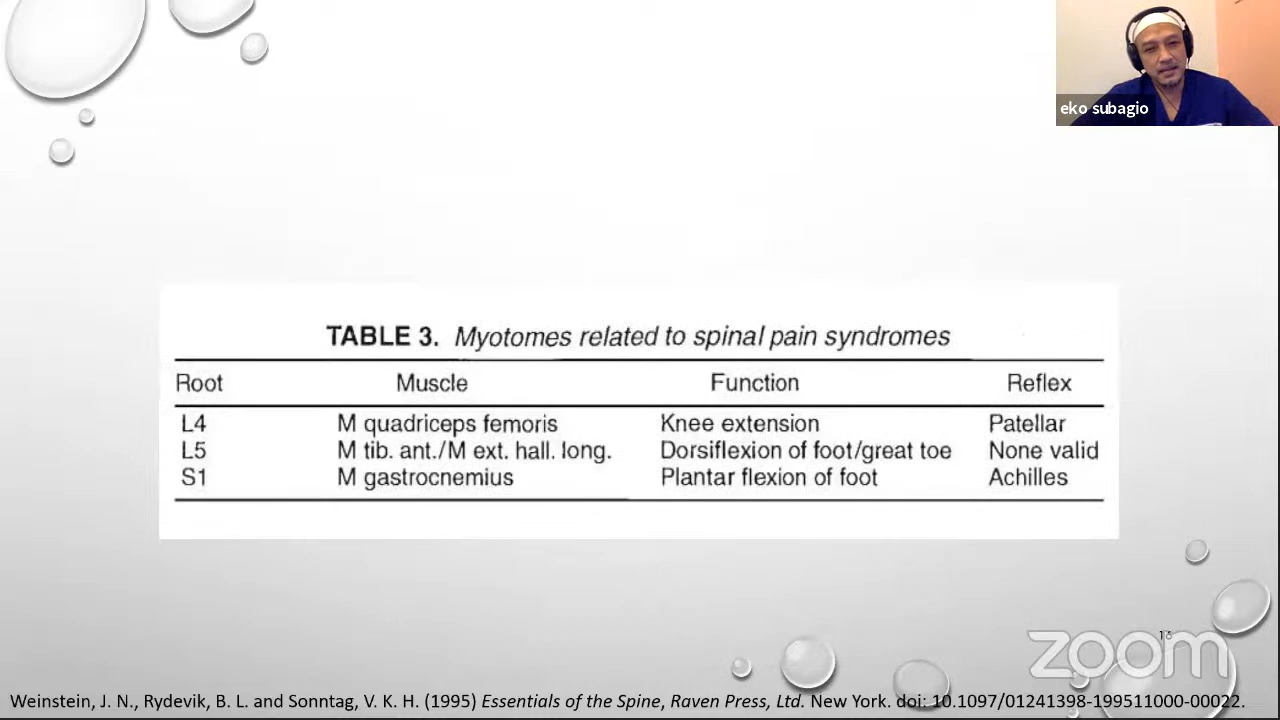 eko subagio
TABLE 3. Myotomes related to spinal pain syndromes
Root Muscle Function Reflex
L4 M quadriceps femoris Knee extension Patellar
L5 M tib. ant./M ext. hall. long. Dorsiflexion of foot/great toe None valid
S1 M gastrocnemius Plantar flexion of foot Achilles
zoom
Weinstein, J. N., Rydevik, B. L. and Sonntag, V. K. H. (1995) Essentials of the Spine, Raven Press, Ltd. New York. doi: 10.1097/01241398-199511000-00022.